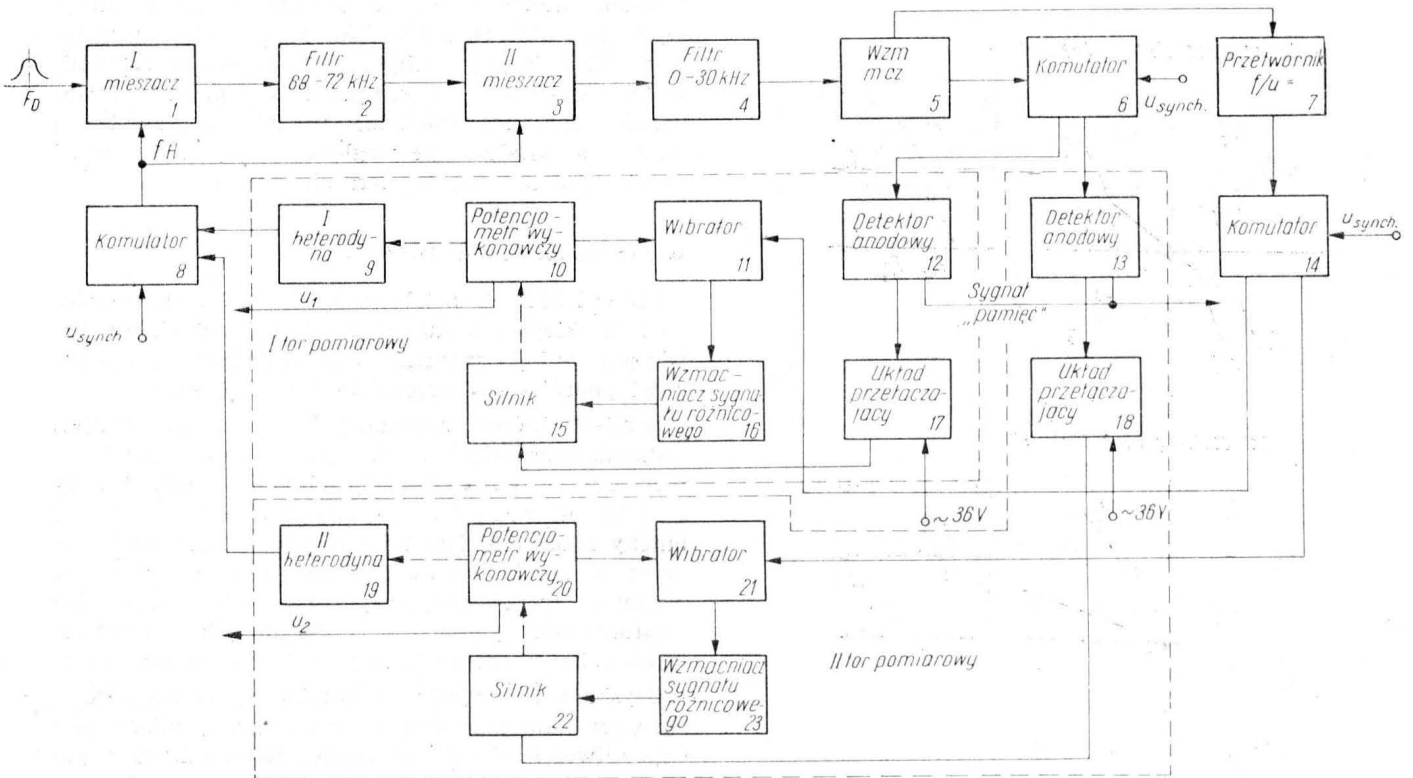 I
mieszacz
1
Filtr
68-72 kHz
2
II
mieszacz
3
Filtr
0-30 kHz
4
Wzm
m cz
5
Komutator
6
Przetwornik
f/u =
7
F_D
u_synch.
f H
Komutator
8
I
heterody-
na
9
Potencjo-
metr wy-
konawczy
10
Wibrator
11
Detektor
anodowy
12
Detektor
anodowy
13
Komutator
14
u_synch.
u_1
Sygnał
„pamięć"
u_synch
I tor pomiarowy
Silnik
15
Wzmac-
niacz sygna-
łu różnico-
wego
16
Układ
przełącza-
jący
17
Układ
przełącza-
jący
18
~36V
~36V
II
heterodyna
19
Potencjo-
metr wy-
konawczy
20
Wibrator
21
u_2
Silnik
22
Wzmacniacz
sygnału
różnicowe-
go
23
II tor pomiarowy